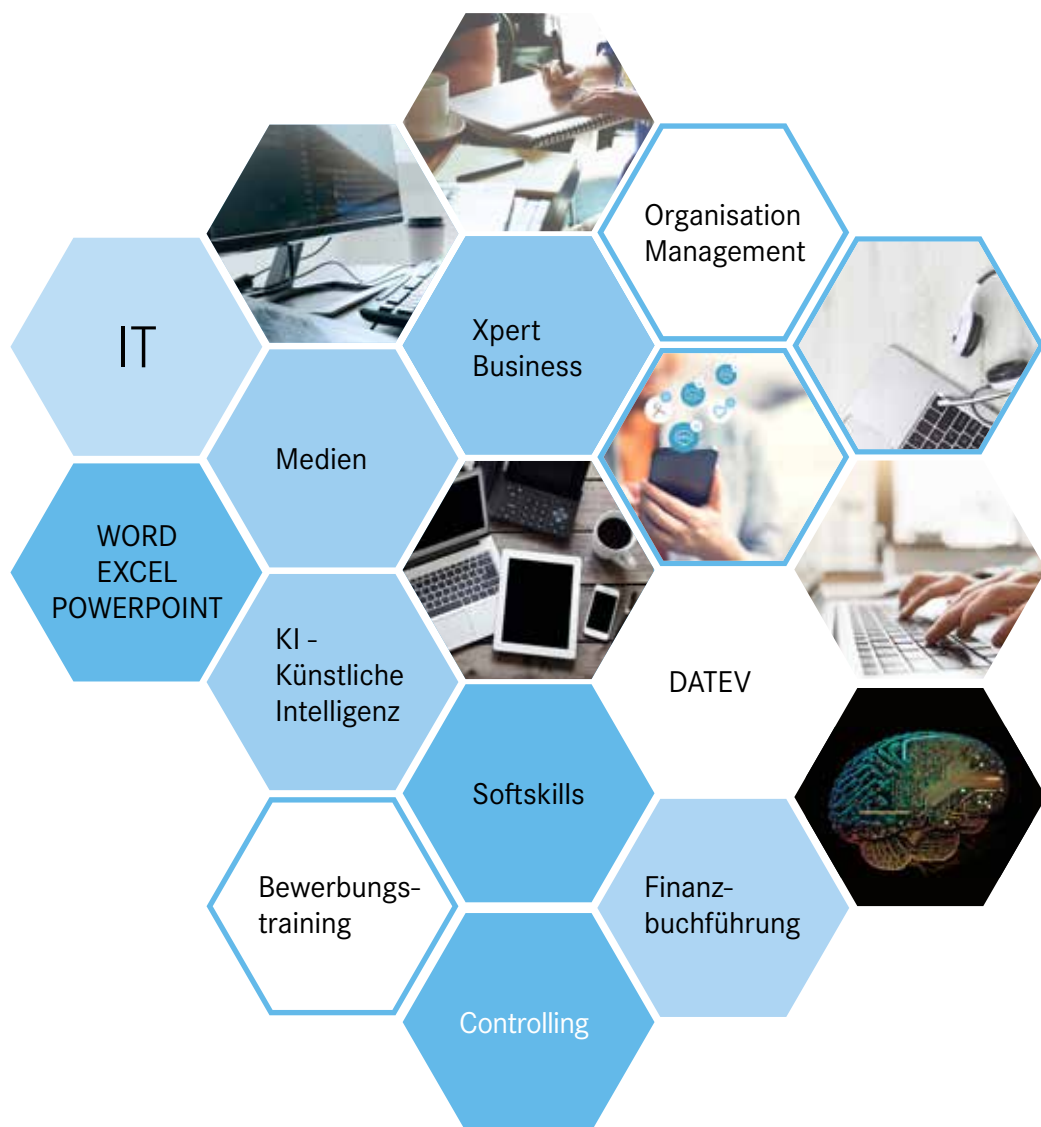 Organisation
Management
IT
Xpert
Business
Medien
WORD
EXCEL
POWERPOINT
KI -
Künstliche
Intelligenz
DATEV
Softskills
Bewerbungs-
training
Finanz-
buchführung
Controlling